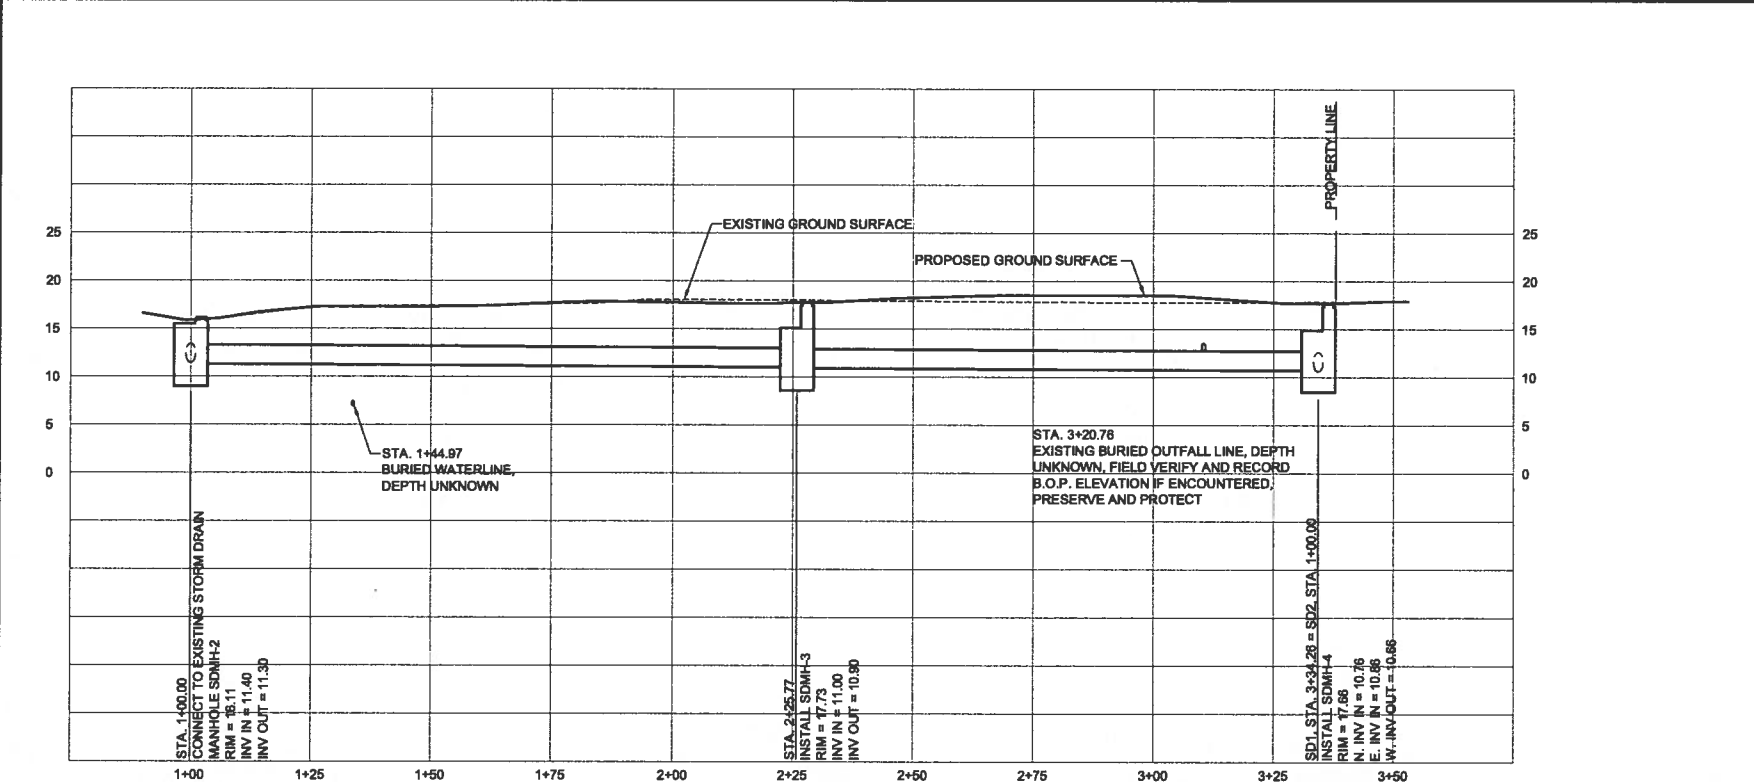 PROPERTY LINE
EXISTING GROUND SURFACE
PROPOSED GROUND SURFACE
25
20
15
10
5
0
25
20
15
10
5
0
STA. 1+44.97
BURIED WATERLINE,
DEPTH UNKNOWN
STA. 3+20.76
EXISTING BURIED OUTFALL LINE, DEPTH
UNKNOWN, FIELD VERIFY AND RECORD
B.O.P. ELEVATION IF ENCOUNTERED,
PRESERVE AND PROTECT
STA. 1+00.00
CONNECT TO EXISTING STORM DRAIN
MANHOLE SDMH-2
RIM = 16.11
INV IN = 11.40
INV OUT = 11.30
STA. 2+25.77
INSTALL SDMH-3
RIM = 17.73
INV IN = 11.00
INV OUT = 10.90
SD1, STA. 3+34.26 = SD2, STA. 1+00.00
INSTALL SDMH-4
RIM = 17.66
N. INV IN = 10.76
E. INV IN = 10.86
W. INV OUT = 10.66
1+00
1+25
1+50
1+75
2+00
2+25
2+50
2+75
3+00
3+25
3+50